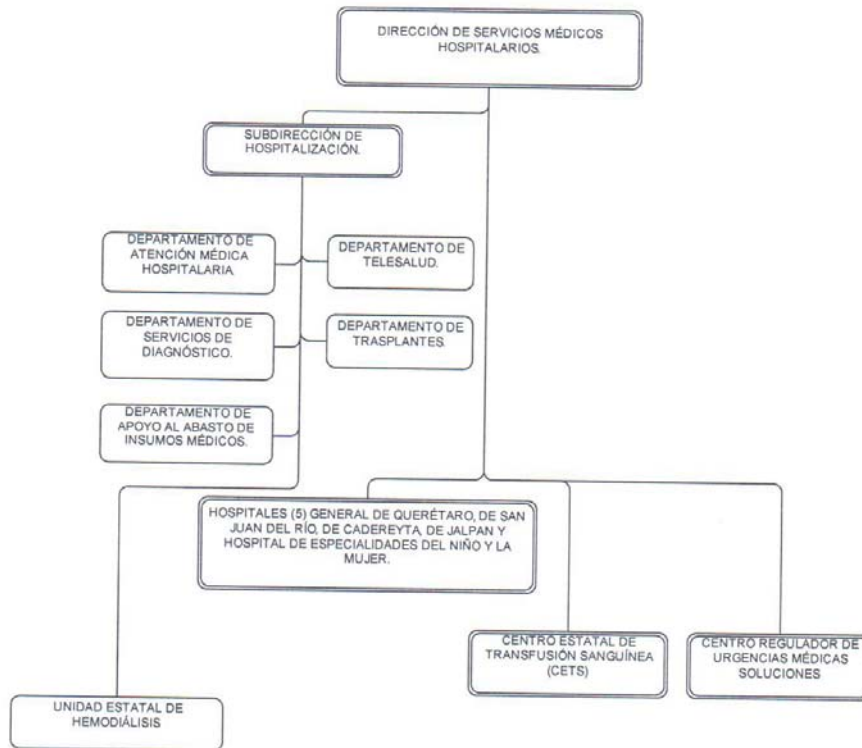 DIRECCIÓN DE SERVICIOS MÉDICOS
HOSPITALARIOS.
SUBDIRECCIÓN DE
HOSPITALIZACIÓN.
DEPARTAMENTO DE
ATENCIÓN MÉDICA
HOSPITALARIA.
DEPARTAMENTO DE
TELESALUD.
DEPARTAMENTO DE
SERVICIOS DE
DIAGNÓSTICO.
DEPARTAMENTO DE
TRASPLANTES.
DEPARTAMENTO DE
APOYO AL ABASTO DE
INSUMOS MÉDICOS.
HOSPITALES (5) GENERAL DE QUERÉTARO, DE SAN
JUAN DEL RÍO, DE CADEREYTA, DE JALPAN Y
HOSPITAL DE ESPECIALIDADES DEL NIÑO Y LA
MUJER.
CENTRO ESTATAL DE
TRANSFUSIÓN SANGUÍNEA
(CETS)
CENTRO REGULADOR DE
URGENCIAS MÉDICAS
SOLUCIONES
UNIDAD ESTATAL DE
HEMODIÁLISIS